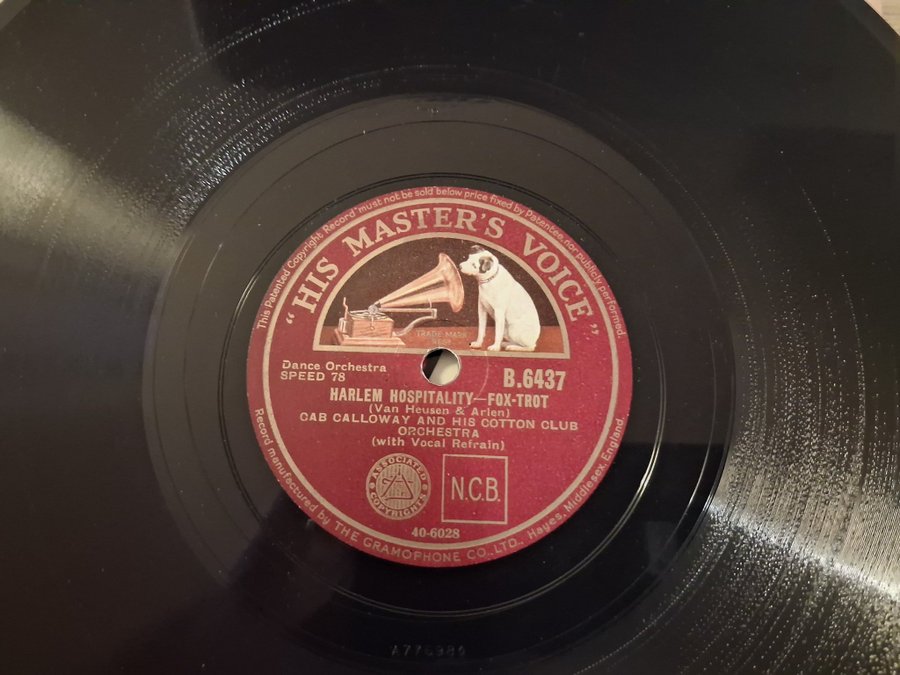 This Patented Copyright Record must not be sold below price fixed by Patentee, nor publicly performed.
"HIS MASTER'S VOICE"
TRADE-MARK
Dance Orchestra
SPEED 78
B.6437
HARLEM HOSPITALITY—FOX-TROT
(Van Heusen & Arlen)
CAB CALLOWAY AND HIS COTTON CLUB
ORCHESTRA
(with Vocal Refrain)
ASSOCIATED
COPYRIGHTS
N.C.B.
40-6028
Record manufactured by THE GRAMOPHONE CO., LTD., Hayes, Middlesex, England.